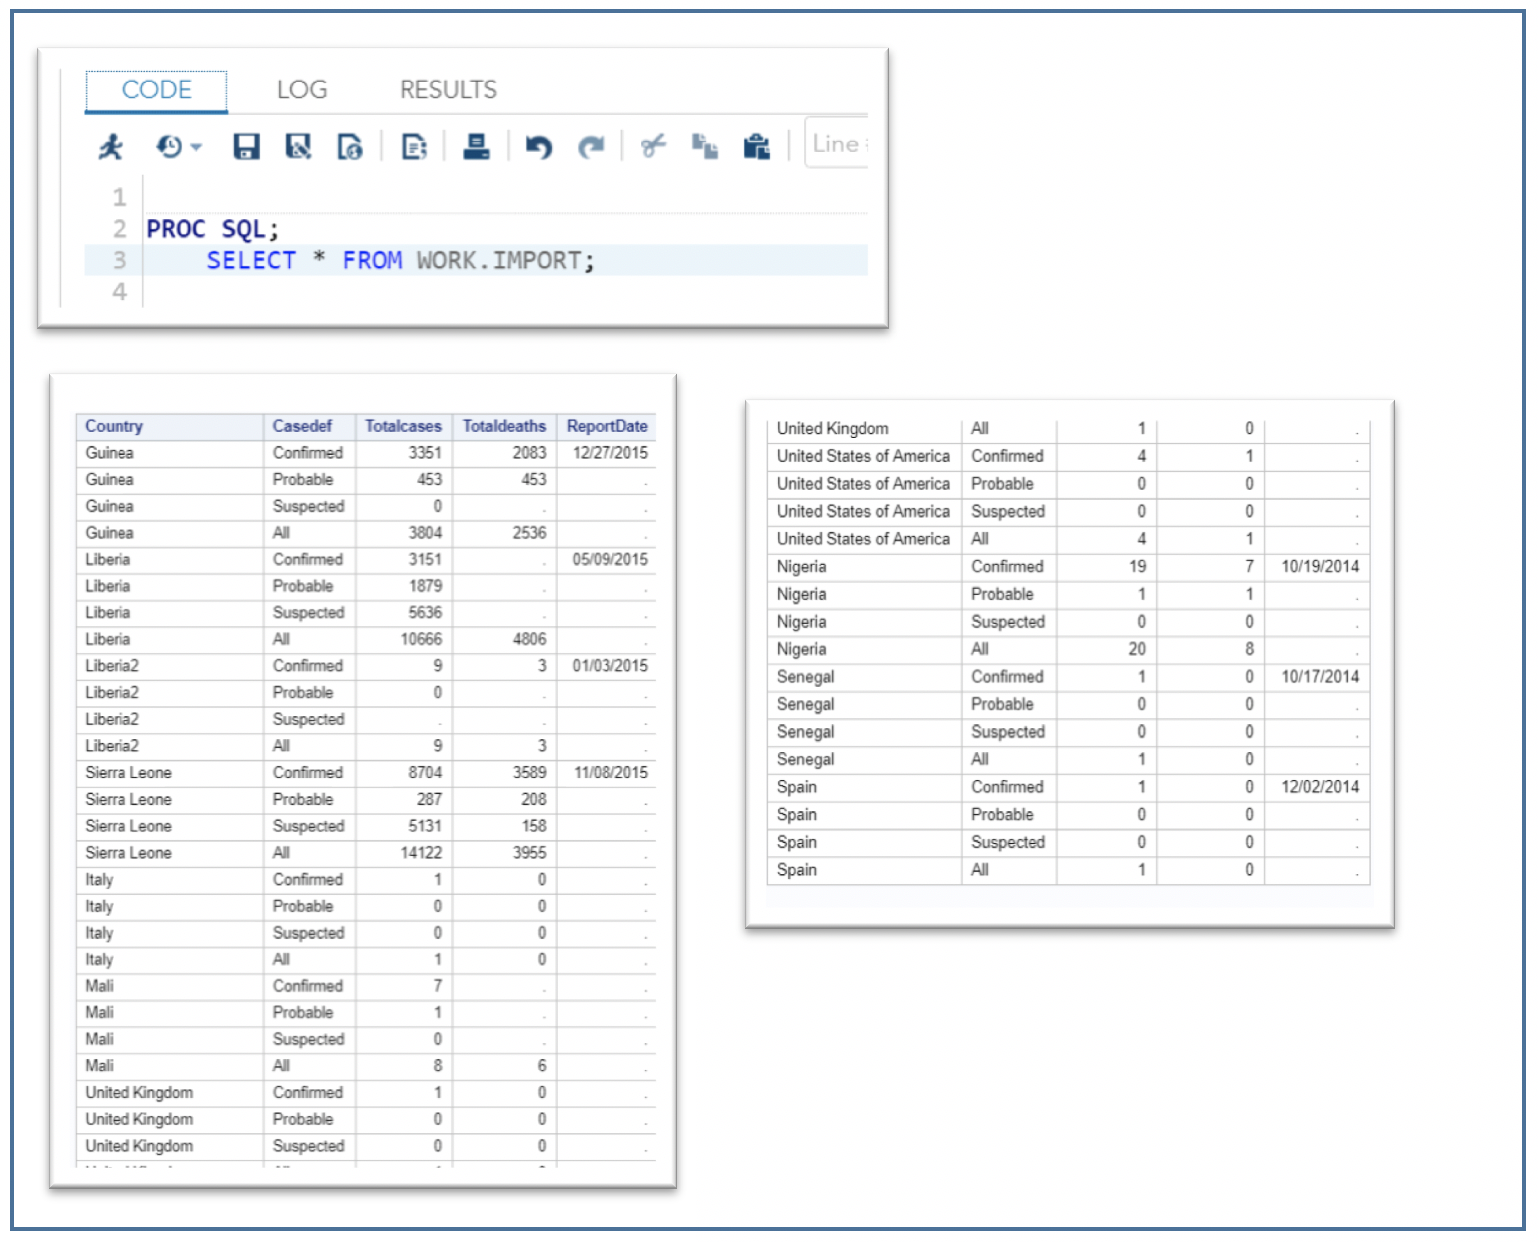 CODE LOG RESULTS
Line
1
2 PROC SQL;
3 SELECT * FROM WORK.IMPORT;
4
Country Casedef Totalcases Totaldeaths ReportDate
Guinea Confirmed 3351 2083 12/27/2015
Guinea Probable 453 453 .
Guinea Suspected 0 . .
Guinea All 3804 2536 .
Liberia Confirmed 3151 . 05/09/2015
Liberia Probable 1879 . .
Liberia Suspected 5636 . .
Liberia All 10666 4806 .
Liberia2 Confirmed 9 3 01/03/2015
Liberia2 Probable 0 . .
Liberia2 Suspected . . .
Liberia2 All 9 3 .
Sierra Leone Confirmed 8704 3589 11/08/2015
Sierra Leone Probable 287 208 .
Sierra Leone Suspected 5131 158 .
Sierra Leone All 14122 3955 .
Italy Confirmed 1 0 .
Italy Probable 0 0 .
Italy Suspected 0 0 .
Italy All 1 0 .
Mali Confirmed 7 . .
Mali Probable 1 . .
Mali Suspected 0 . .
Mali All 8 6 .
United Kingdom Confirmed 1 0 .
United Kingdom Probable 0 0 .
United Kingdom Suspected 0 0 .
United Kingdom All 1 0 .
United States of America Confirmed 4 1 .
United States of America Probable 0 0 .
United States of America Suspected 0 0 .
United States of America All 4 1 .
Nigeria Confirmed 19 7 10/19/2014
Nigeria Probable 1 1 .
Nigeria Suspected 0 0 .
Nigeria All 20 8 .
Senegal Confirmed 1 0 10/17/2014
Senegal Probable 0 0 .
Senegal Suspected 0 0 .
Senegal All 1 0 .
Spain Confirmed 1 0 12/02/2014
Spain Probable 0 0 .
Spain Suspected 0 0 .
Spain All 1 0 .